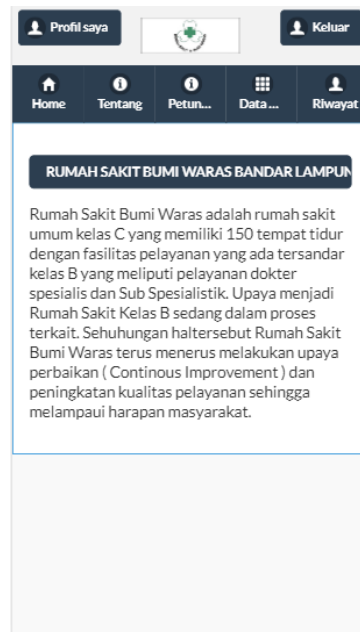 Profil saya
Keluar
Home Tentang Petun... Data ... Riwayat
RUMAH SAKIT BUMI WARAS BANDAR LAMPUN
Rumah Sakit Bumi Waras adalah rumah sakit
umum kelas C yang memiliki 150 tempat tidur
dengan fasilitas pelayanan yang ada tersandar
kelas B yang meliputi pelayanan dokter
spesialis dan Sub Spesialistik. Upaya menjadi
Rumah Sakit Kelas B sedang dalam proses
terkait. Sehuhungan haltersebut Rumah Sakit
Bumi Waras terus menerus melakukan upaya
perbaikan ( Continous Improvement ) dan
peningkatan kualitas pelayanan sehingga
melampaui harapan masyarakat.